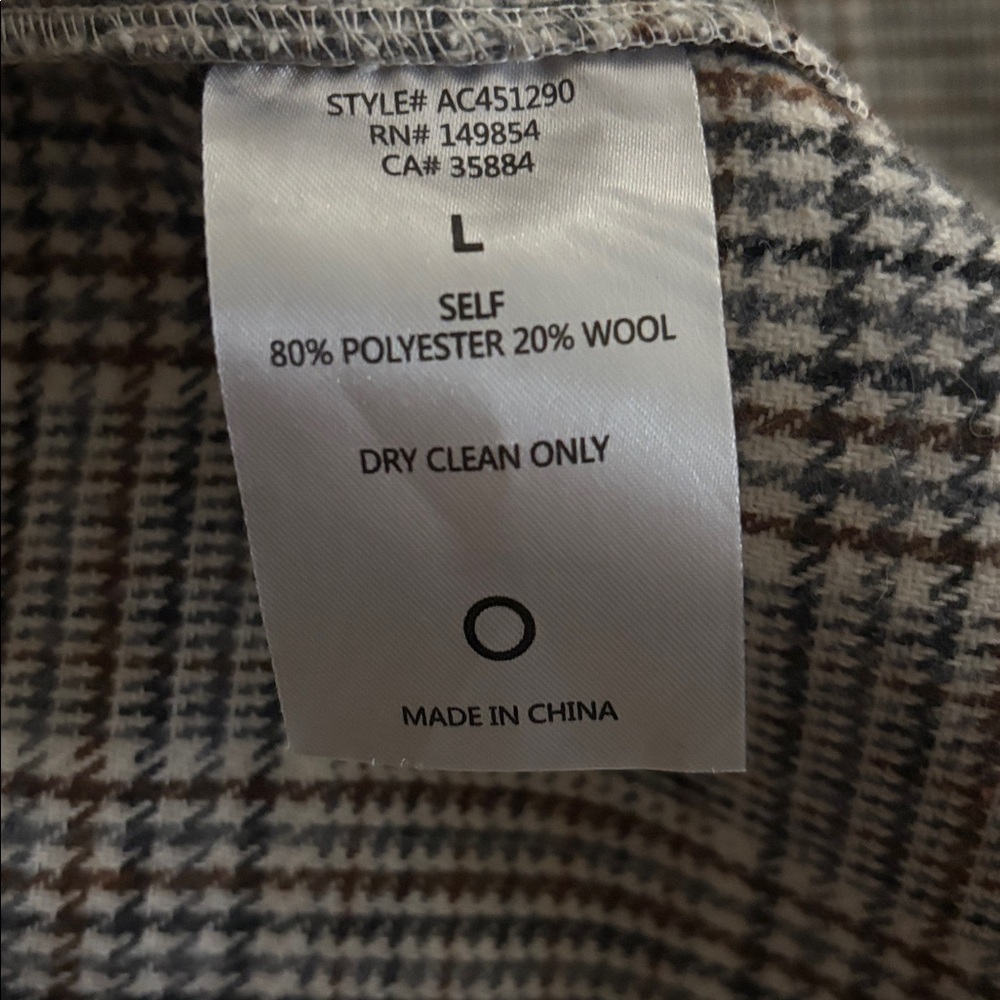 STYLE# AC451290
RN# 149854
CA# 35884
L
SELF
80% POLYESTER 20% WOOL
DRY CLEAN ONLY
MADE IN CHINA